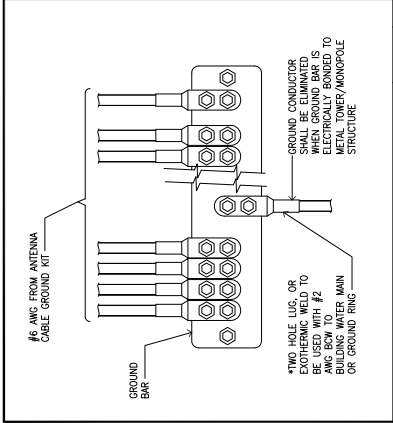 #6 AWG FROM ANTENNA
CABLE GROUND KIT
GROUND
BAR
*TWO HOLE LUG, OR
EXOTHERMIC WELD TO
BE USED WITH #2
AWG BCW TO
BUILDING WATER MAIN
OR GROUND RING
GROUND CONDUCTOR
SHALL BE ELIMINATED
WHEN GROUND BAR IS
ELECTRICALLY BONDED TO
METAL TOWER/MONOPOLE
STRUCTURE